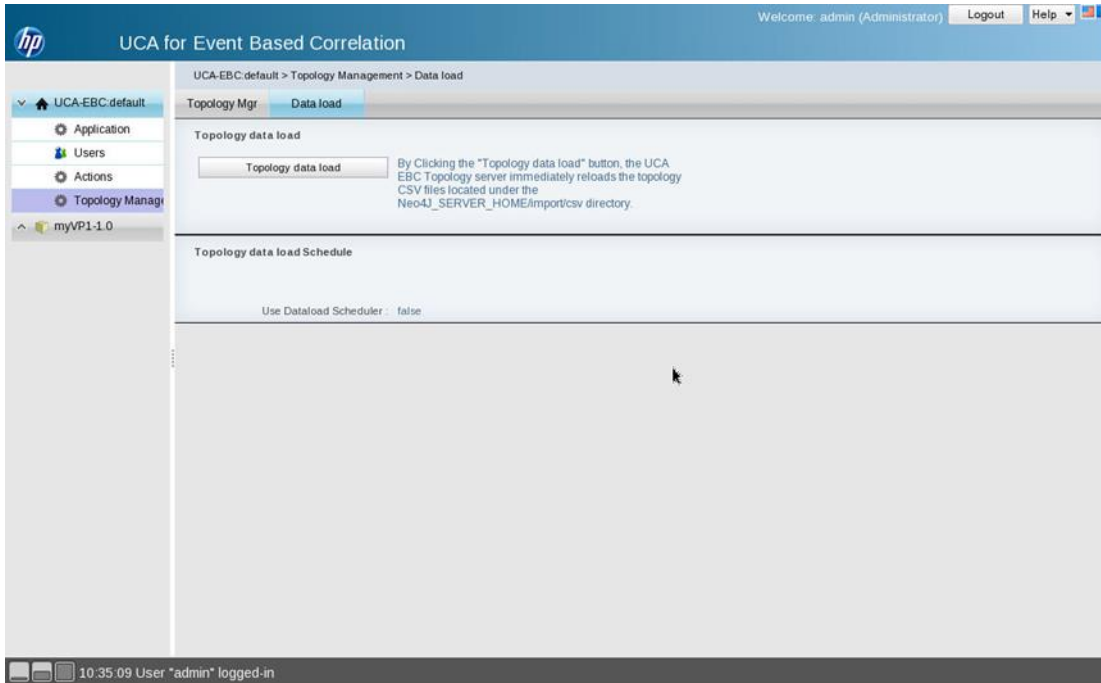 Welcome: admin (Administrator) Logout Help
hp UCA for Event Based Correlation
UCA-EBC:default > Topology Management > Data load
UCA-EBC:default
Topology Mgr Data load
Application
Topology data load
Users
Topology data load
By Clicking the "Topology data load" button, the UCA
EBC Topology server immediately reloads the topology
CSV files located under the
Neo4J_SERVER_HOME/import/csv directory.
Actions
Topology Manage
myVP1-1.0
Topology data load Schedule
Use Dataload Scheduler : false
10:35:09 User "admin" logged-in